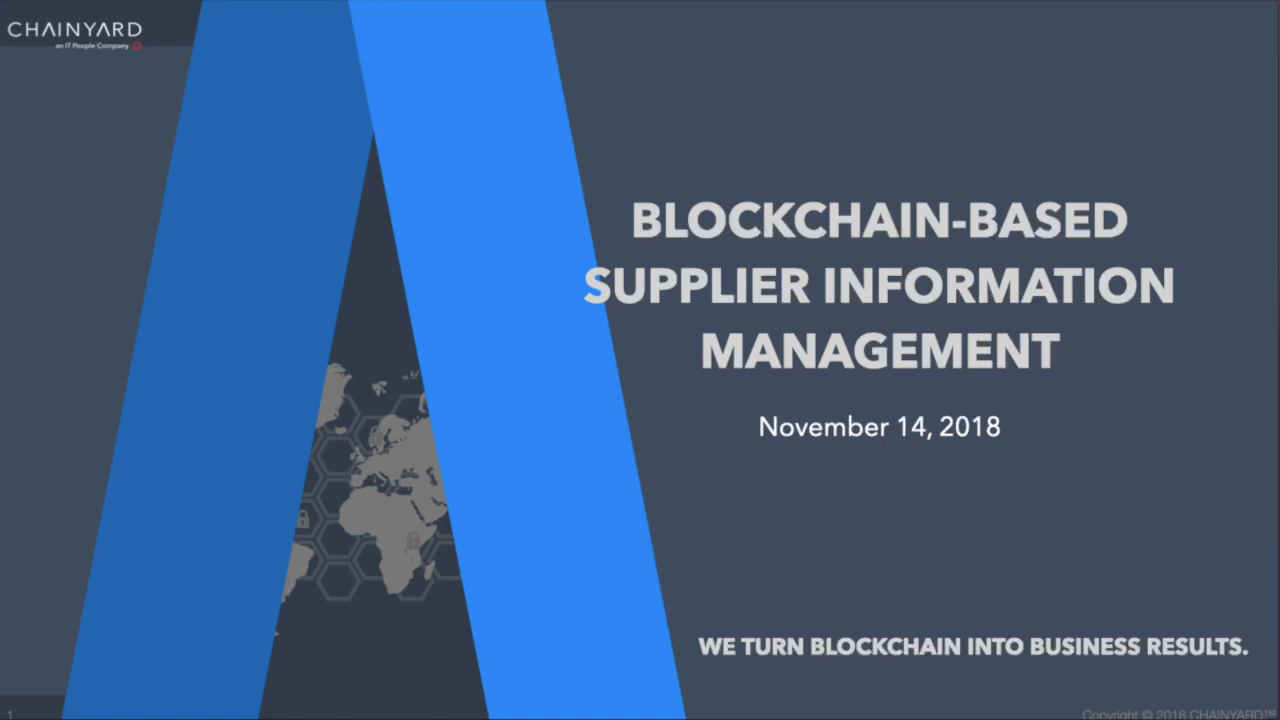 CHAINYARD
an IT People Company
BLOCKCHAIN-BASED
SUPPLIER INFORMATION
MANAGEMENT
November 14, 2018
WE TURN BLOCKCHAIN INTO BUSINESS RESULTS.
1
Copyright © 2018 CHAINYARD™